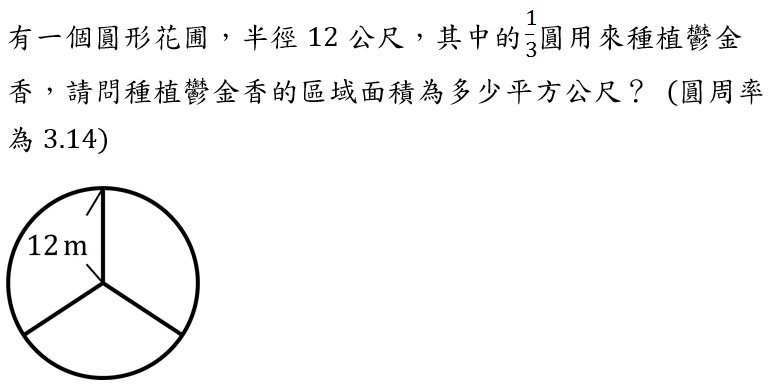 有一個圓形花圃，半徑 12 公尺，其中的$\frac{1}{3}$圓用來種植鬱金
香，請問種植鬱金香的區域面積為多少平方公尺？ (圓周率
為 3.14)
12 m